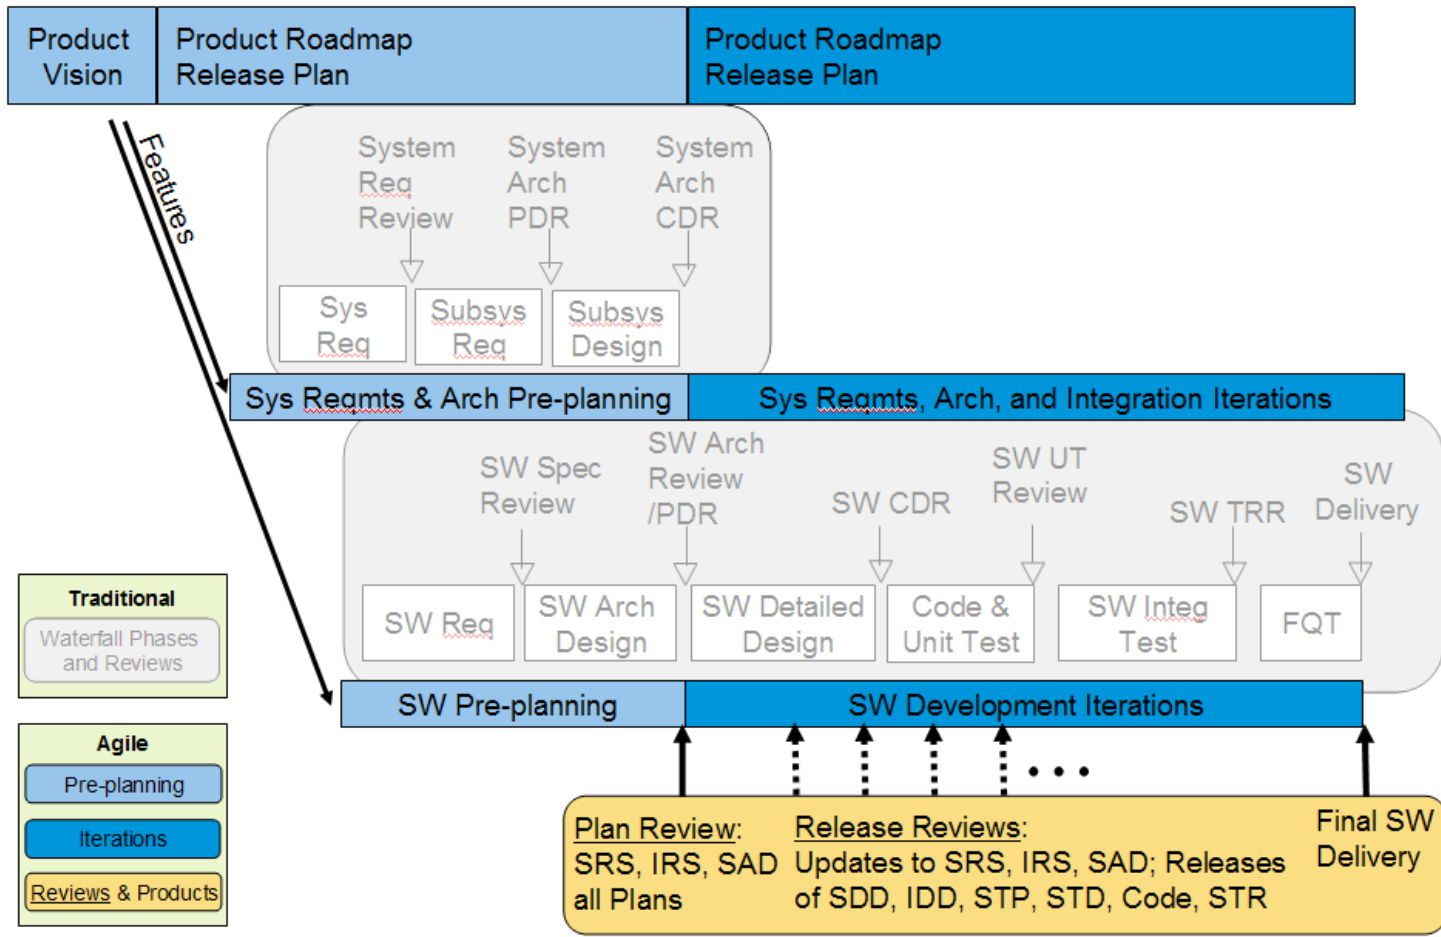 Product
Vision
Product Roadmap
Release Plan
Product Roadmap
Release Plan
Features
System
Req
Review
System
Arch
PDR
System
Arch
CDR
Sys
Req
Subsys
Req
Subsys
Design
Sys Reqmts & Arch Pre-planning
Sys Reqmts, Arch, and Integration Iterations
SW Spec
Review
SW Arch
Review
/PDR
SW CDR
SW UT
Review
SW TRR
SW
Delivery
SW Req
SW Arch
Design
SW Detailed
Design
Code &
Unit Test
SW Integ
Test
FQT
SW Pre-planning
SW Development Iterations
Traditional
Waterfall Phases
and Reviews
Agile
Pre-planning
Iterations
Reviews & Products
Plan Review:
SRS, IRS, SAD
all Plans
Release Reviews:
Updates to SRS, IRS, SAD; Releases
of SDD, IDD, STP, STD, Code, STR
Final SW
Delivery